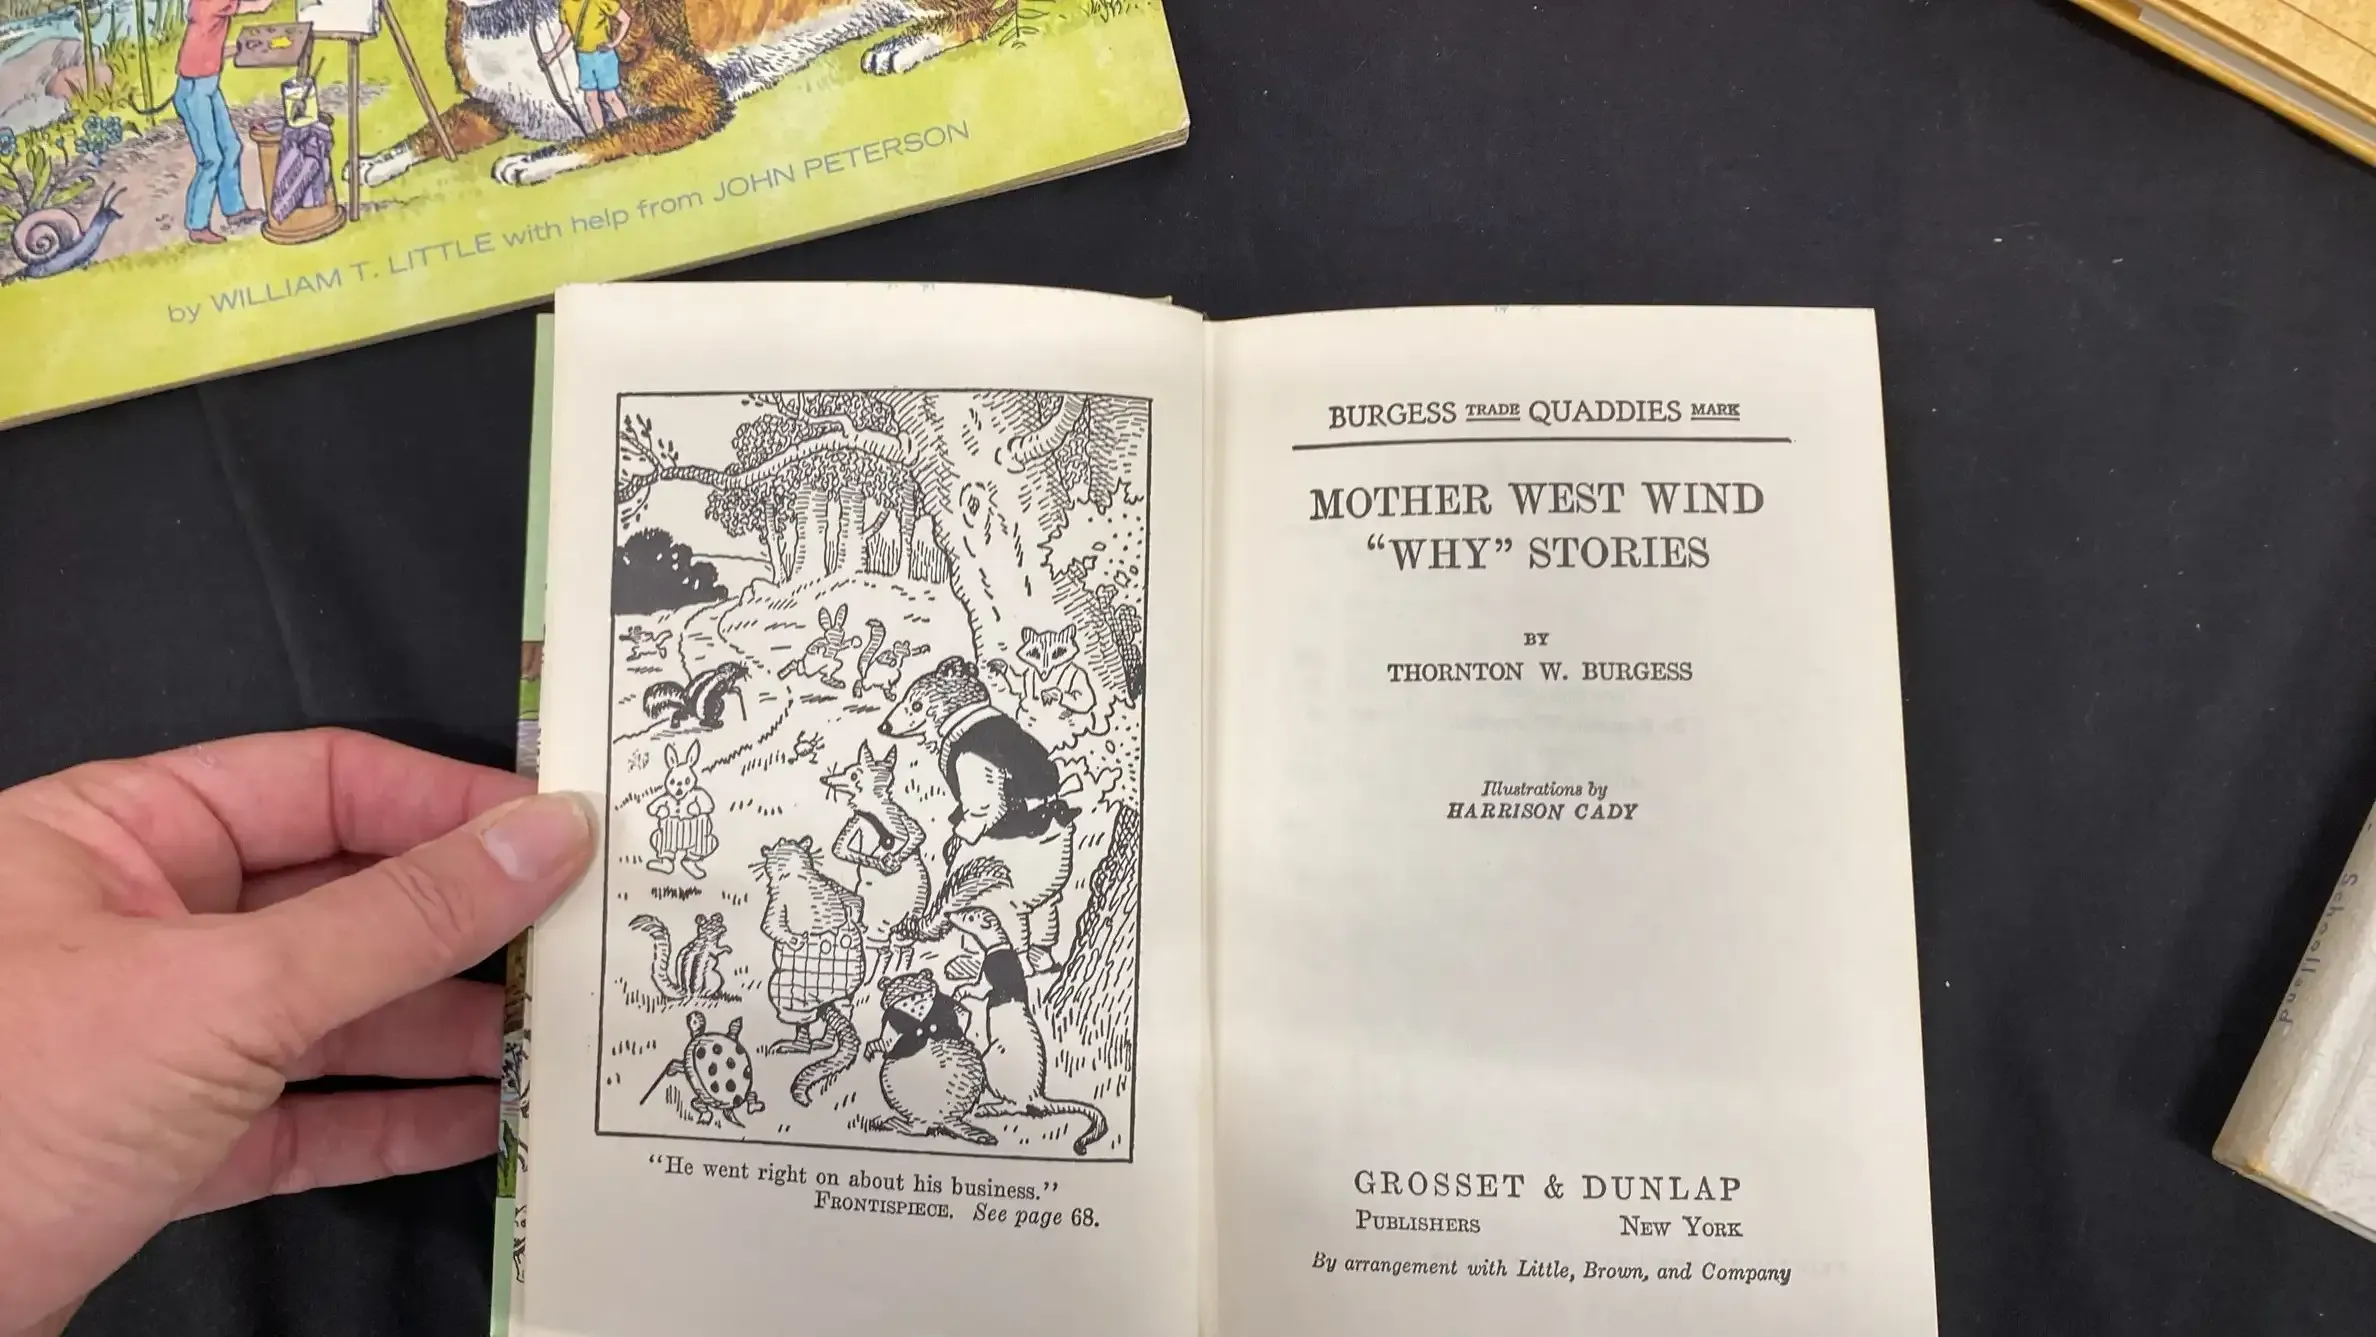 by WILLIAM T. LITTLE with help from JOHN PETERSON
"He went right on about his business."
FRONTISPIECE. See page 68.
BURGESS TRADE QUADDIES MARK
MOTHER WEST WIND
"WHY" STORIES
BY
THORNTON W. BURGESS
Illustrations by
HARRISON CADY
GROSSET & DUNLAP
PUBLISHERS NEW YORK
By arrangement with Little, Brown, and Company